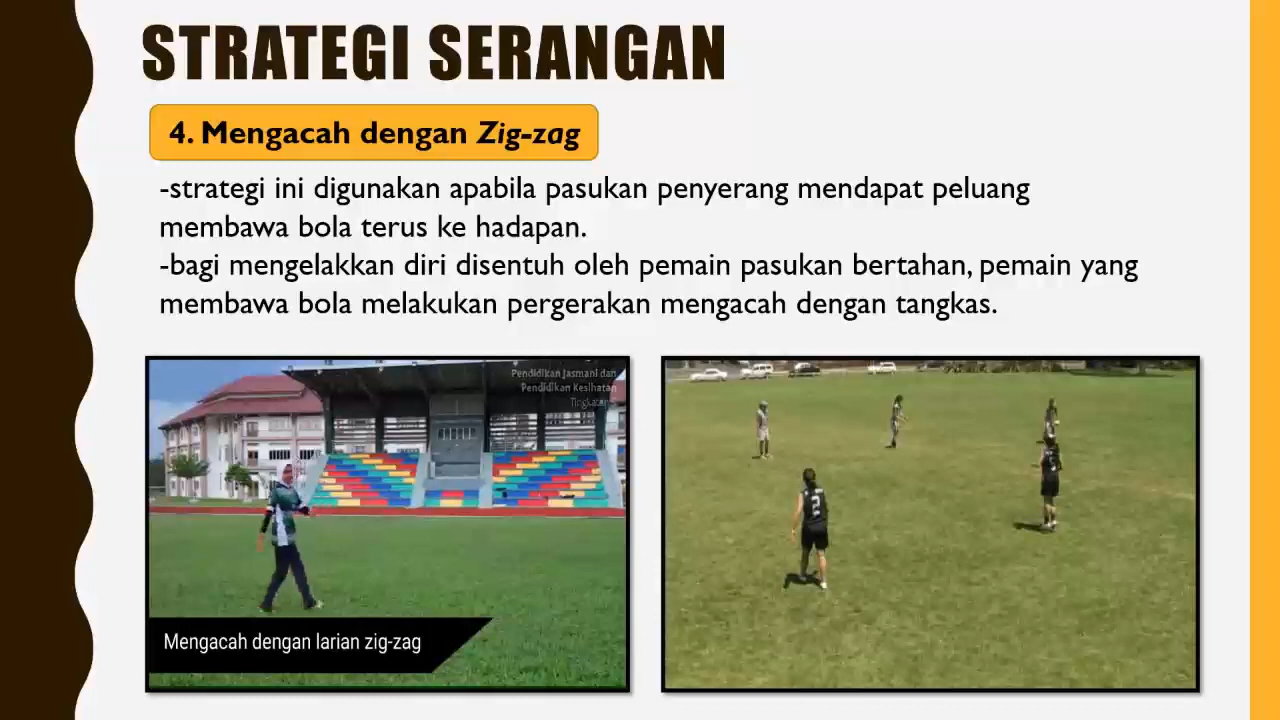 STRATEGI SERANGAN
4. Mengacah dengan Zig-zag
-strategi ini digunakan apabila pasukan penyerang mendapat peluang
membawa bola terus ke hadapan.
-bagi mengelakkan diri disentuh oleh pemain pasukan bertahan, pemain yang
membawa bola melakukan pergerakan mengacah dengan tangkas.
Pendidikan Jasmani dan
Pendidikan Kesihatan
Mengacah dengan larian zig-zag
2